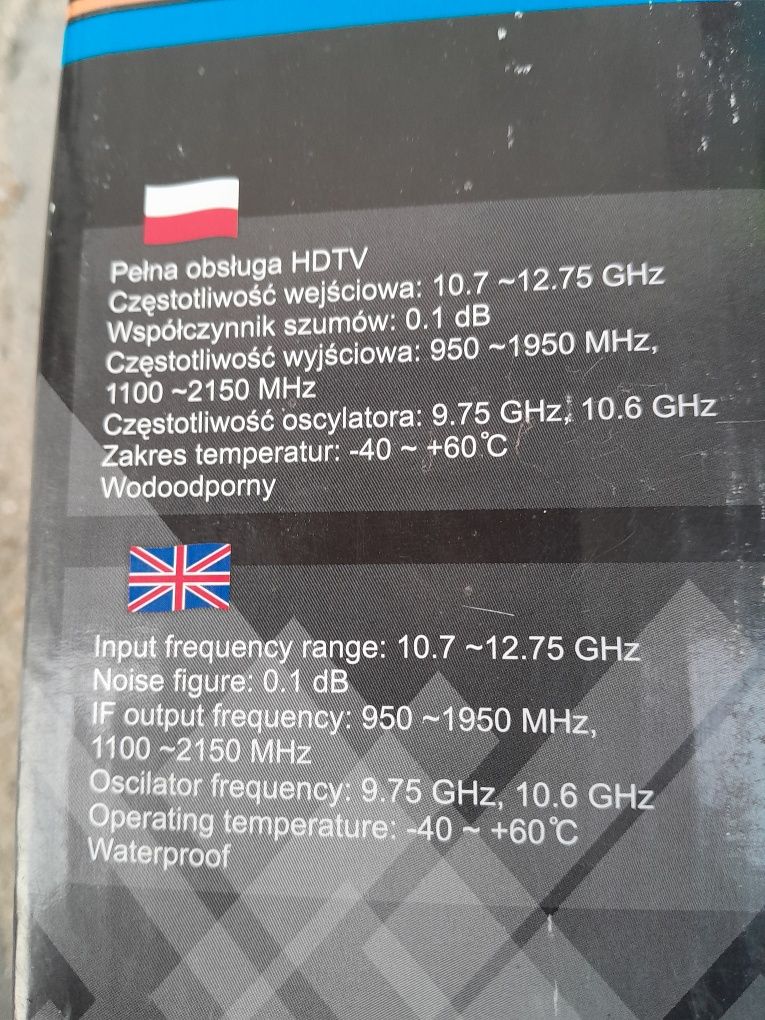 Pełna obsługa HDTV
Częstotliwość wejściowa: 10.7 ~12.75 GHz
Współczynnik szumów: 0.1 dB
Częstotliwość wyjściowa: 950 ~1950 MHz,
1100 ~2150 MHz
Częstotliwość oscylatora: 9.75 GHz, 10.6 GHz
Zakres temperatur: -40 ~ +60℃
Wodoodporny
Input frequency range: 10.7 ~12.75 GHz
Noise figure: 0.1 dB
IF output frequency: 950 ~1950 MHz,
1100 ~2150 MHz
Oscilator frequency: 9.75 GHz, 10.6 GHz
Operating temperature: -40 ~ +60℃
Waterproof